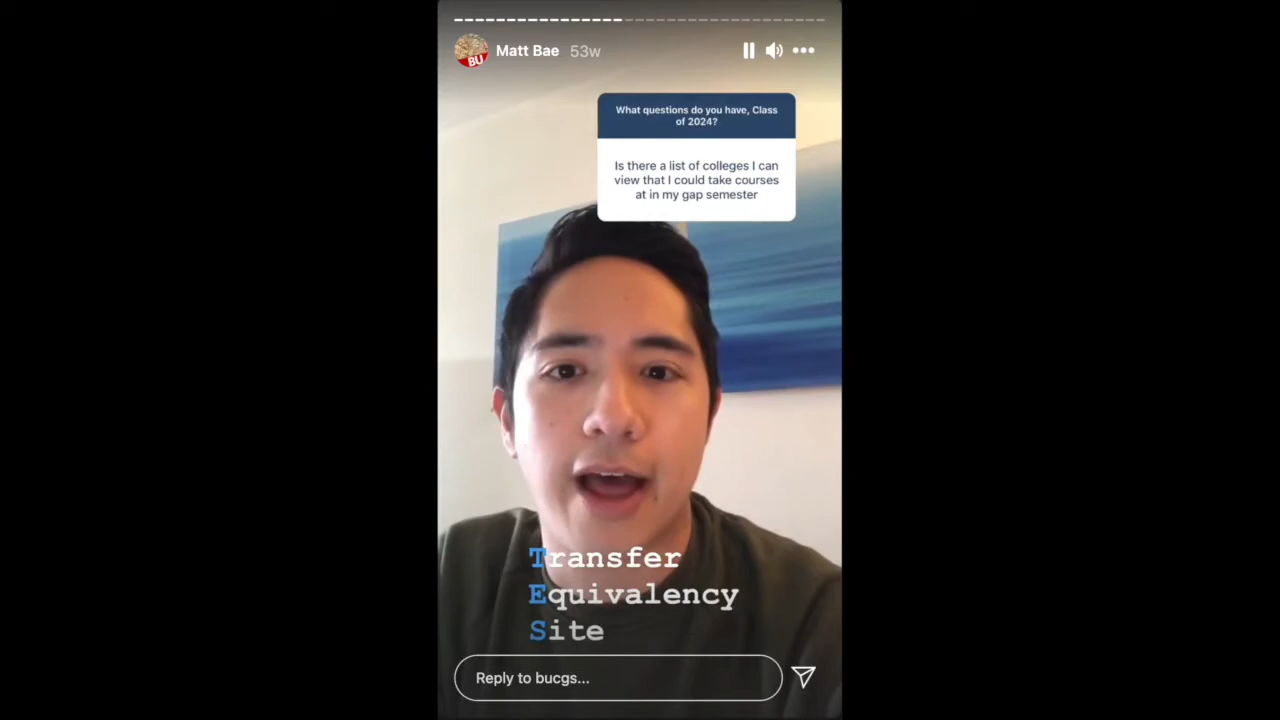 Matt Bae 53w
BU
What questions do you have, Class
of 2024?
Is there a list of colleges I can
view that I could take courses
at in my gap semester
Transfer
Equivalency
Site
Reply to bucgs...